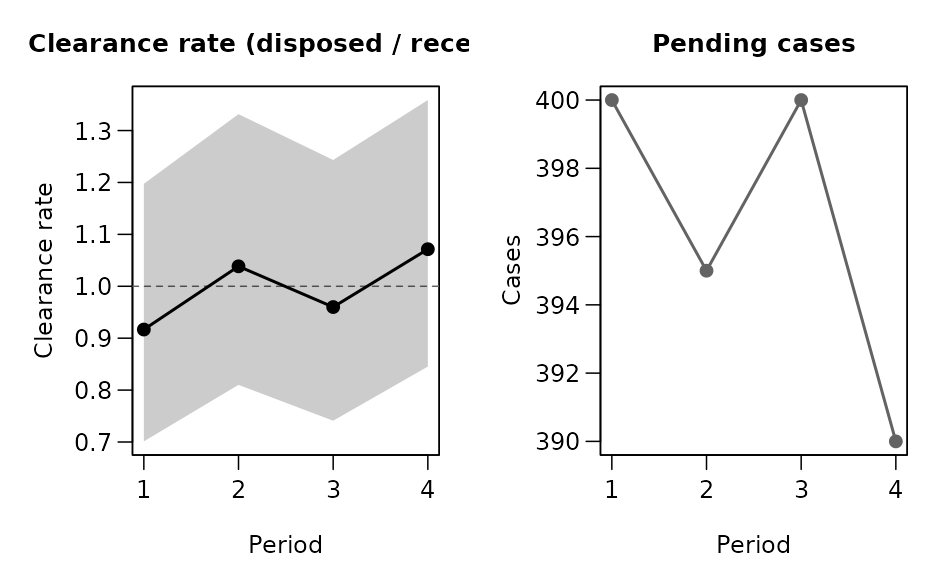 Clearance rate (disposed / rece
Clearance rate
1.3
1.2
1.1
1.0
0.9
0.8
0.7
1 2 3 4
Period
Pending cases
Cases
400
398
396
394
392
390
1 2 3 4
Period